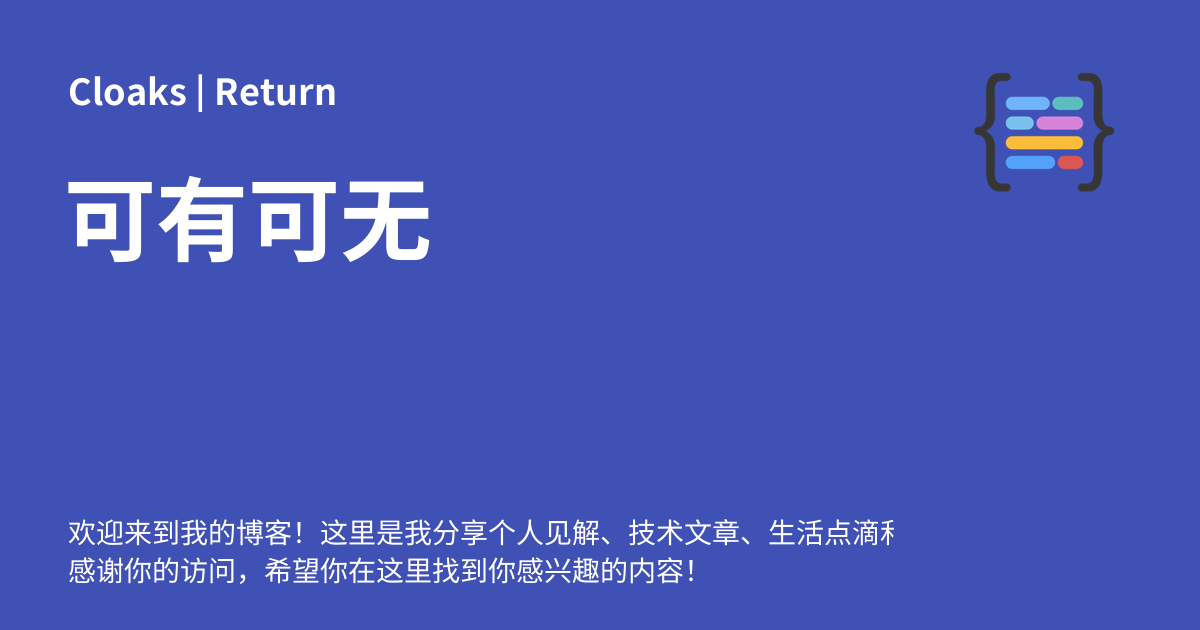 Cloaks | Return
可有可无
欢迎来到我的博客！这里是我分享个人见解、技术文章、生活点滴
感谢你的访问，希望你在这里找到你感兴趣的内容！